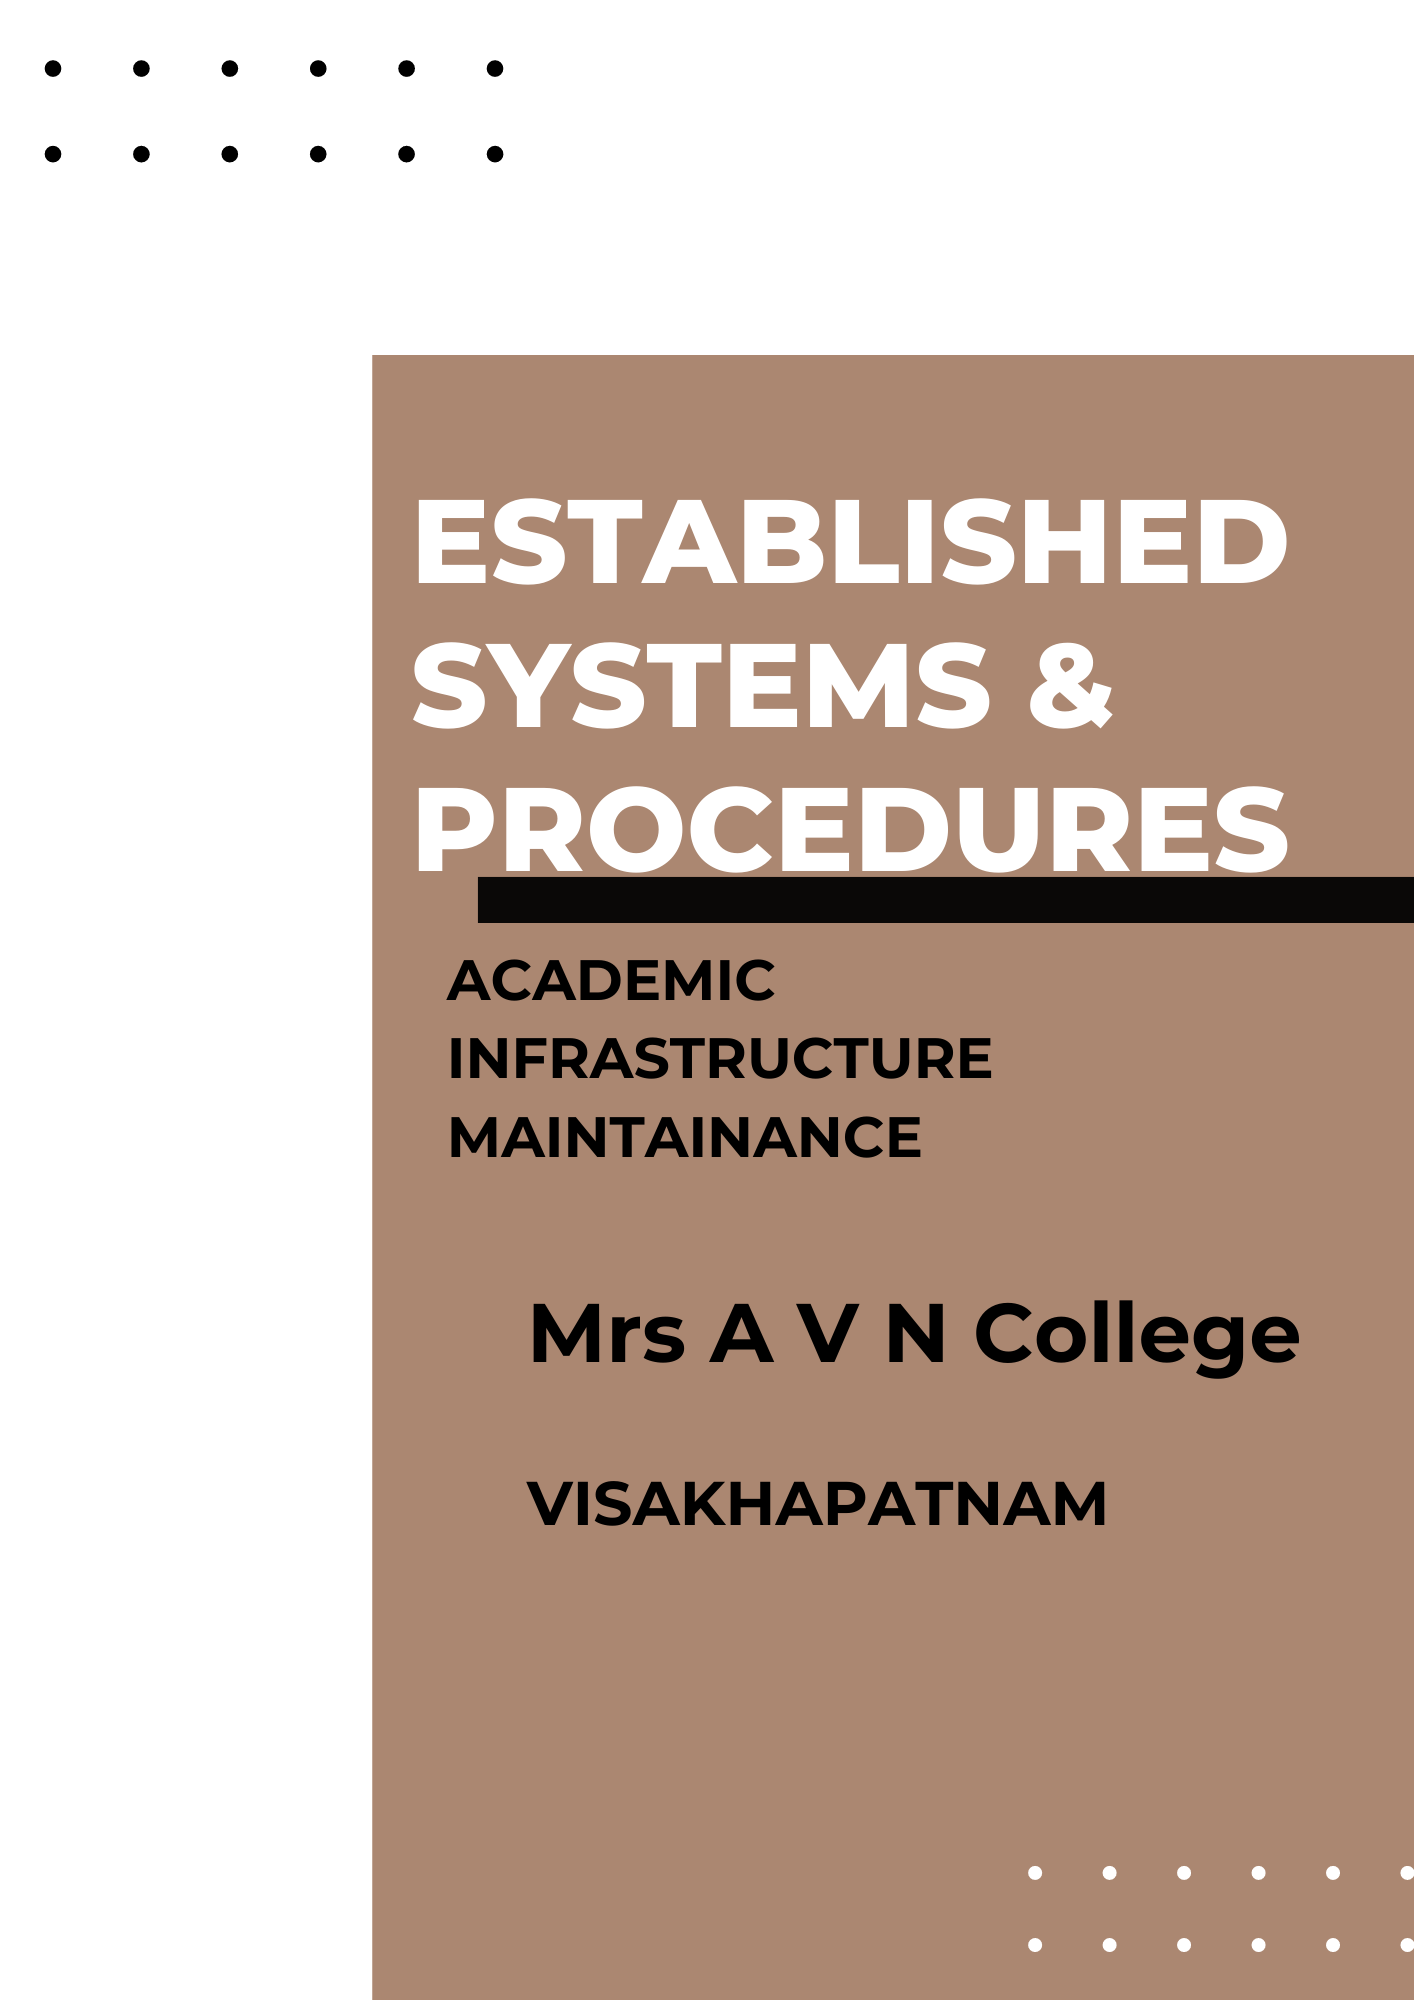 ESTABLISHED
SYSTEMS &
PROCEDURES
ACADEMIC
INFRASTRUCTURE
MAINTAINANCE
Mrs A V N College
VISAKHAPATNAM